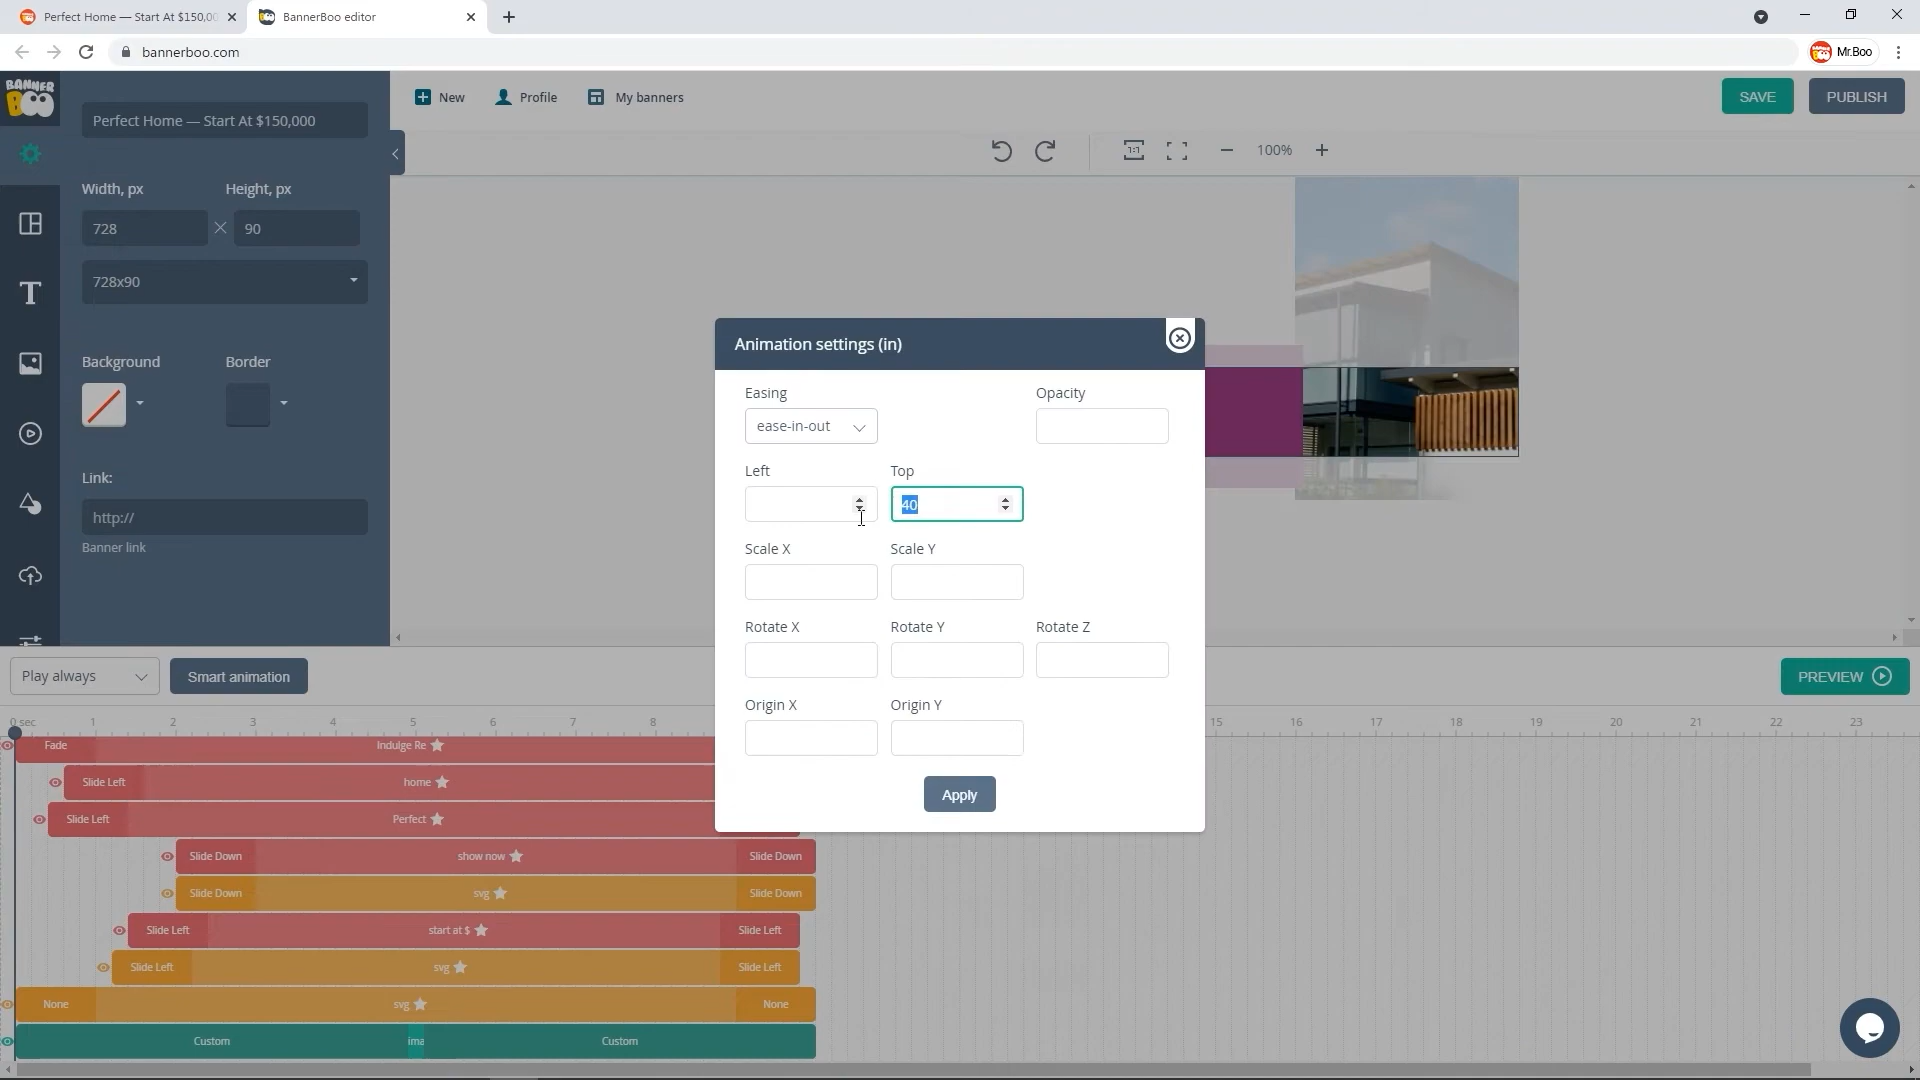 Perfect Home — Start At $150,00
BannerBoo editor
bannerboo.com
Mr.Boo
BANNER
BOO
New
Profile
My banners
SAVE
PUBLISH
Perfect Home — Start At $150,000
Width, px
Height, px
728
90
728x90
1:1
100%
Background
Border
Link:
http://
Banner link
Animation settings (in)
Easing
Opacity
ease-in-out
Left
Top
40
Scale X
Scale Y
Rotate X
Rotate Y
Rotate Z
Origin X
Origin Y
Apply
Play always
Smart animation
PREVIEW
0 sec 1 2 3 4 5 6 7 8 15 16 17 18 19 20 21 22 23
Fade Indulge Re
Slide Left home
Slide Left Perfect
Slide Down show now Slide Down
Slide Down svg Slide Down
Slide Left start at $ Slide Left
Slide Left svg Slide Left
None svg None
Custom ima Custom